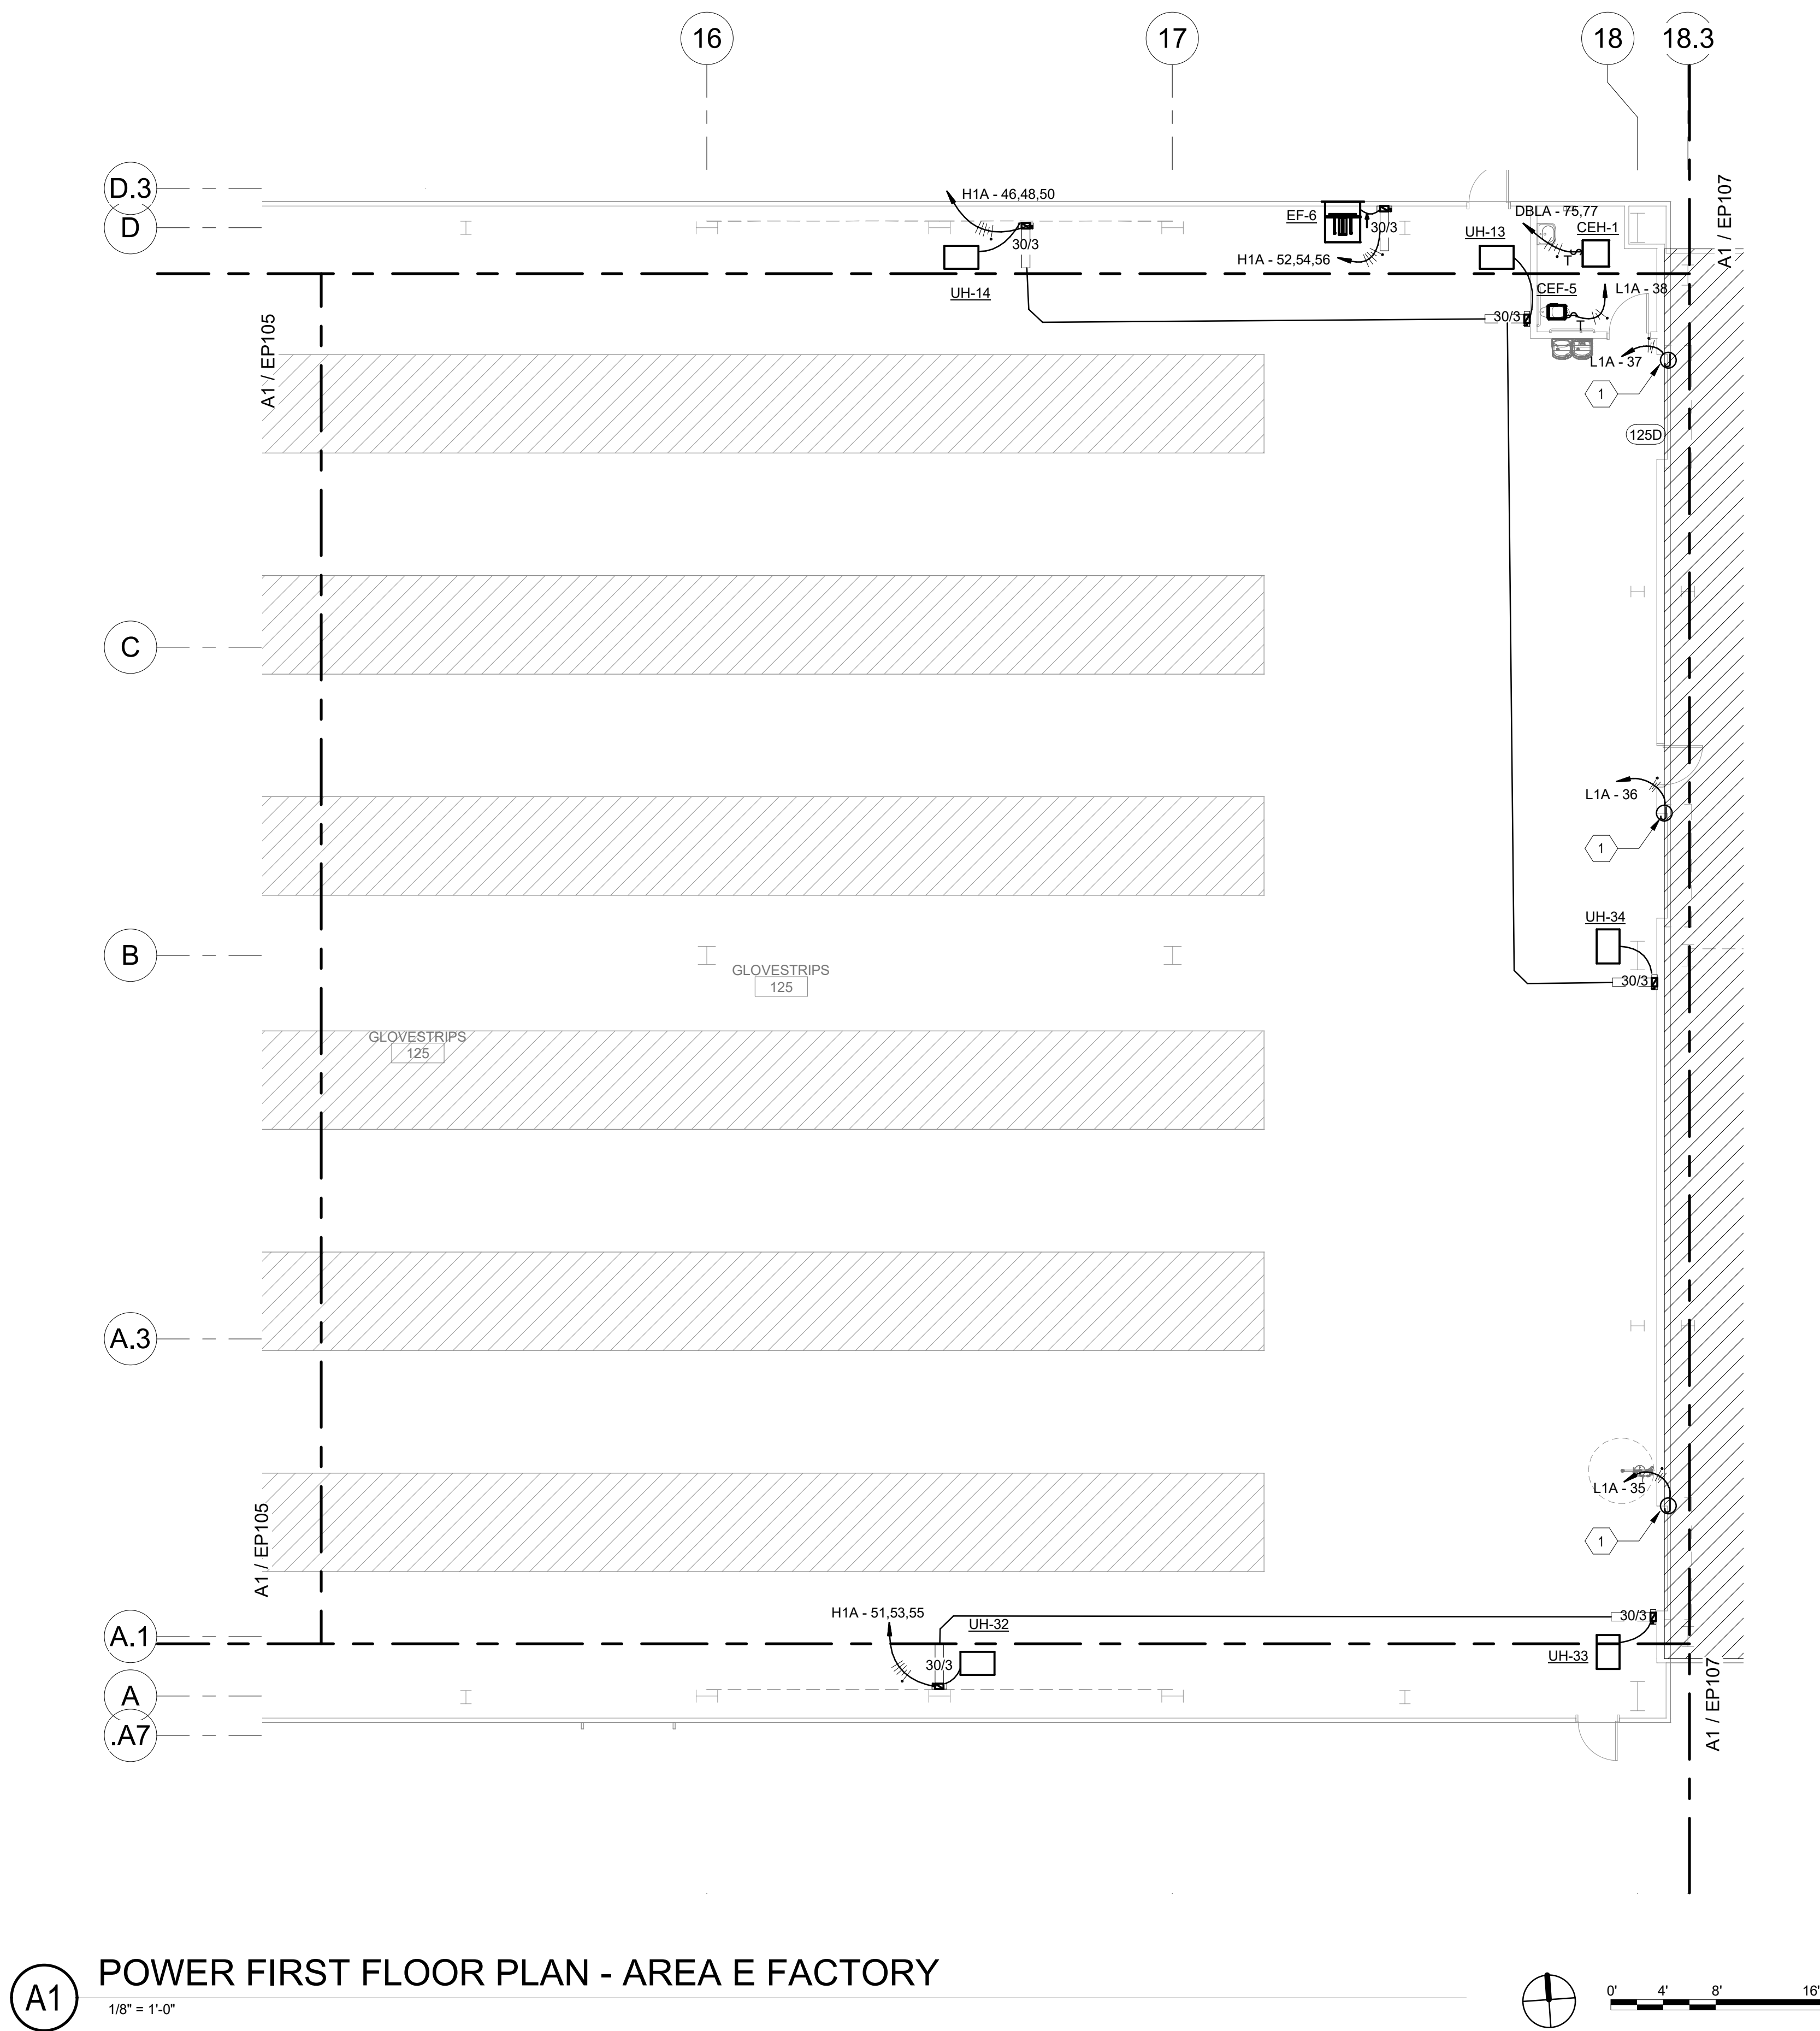 16
17
18
18.3
D.3
D
H1A - 46,48,50
30/3
UH-14
EF-6
30/3
H1A - 52,54,56
DBLA - 75,77
UH-13
CEH-1
T
S
A1 / EP107
CEF-5
S
L1A - 38
T
30/3
L1A - 37
1
125D
A1 / EP105
C
L1A - 36
1
B
UH-34
30/3
GLOVESTRIPS
125
GLOVESTRIPS
125
A.3
L1A - 35
1
A1 / EP105
A.1
H1A - 51,53,55
UH-32
30/3
30/3
UH-33
A1 / EP107
A
.A7
A1
POWER FIRST FLOOR PLAN - AREA E FACTORY
1/8" = 1'-0"
0'
4'
8'
16'